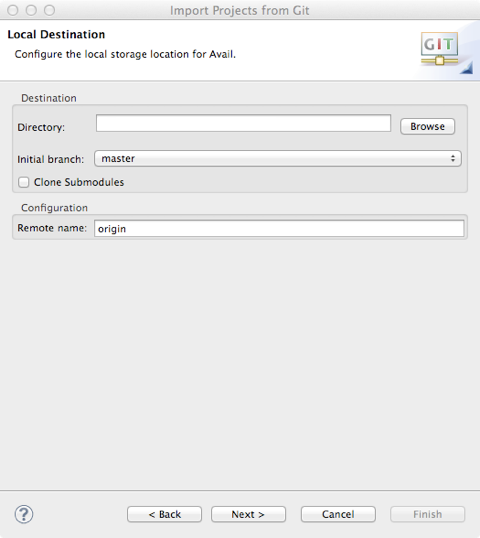 Import Projects from Git
Local Destination
Configure the local storage location for Avail.
GIT
Destination
Directory:
Browse
Initial branch: master
Clone Submodules
Configuration
Remote name: origin
?
< Back Next > Cancel Finish